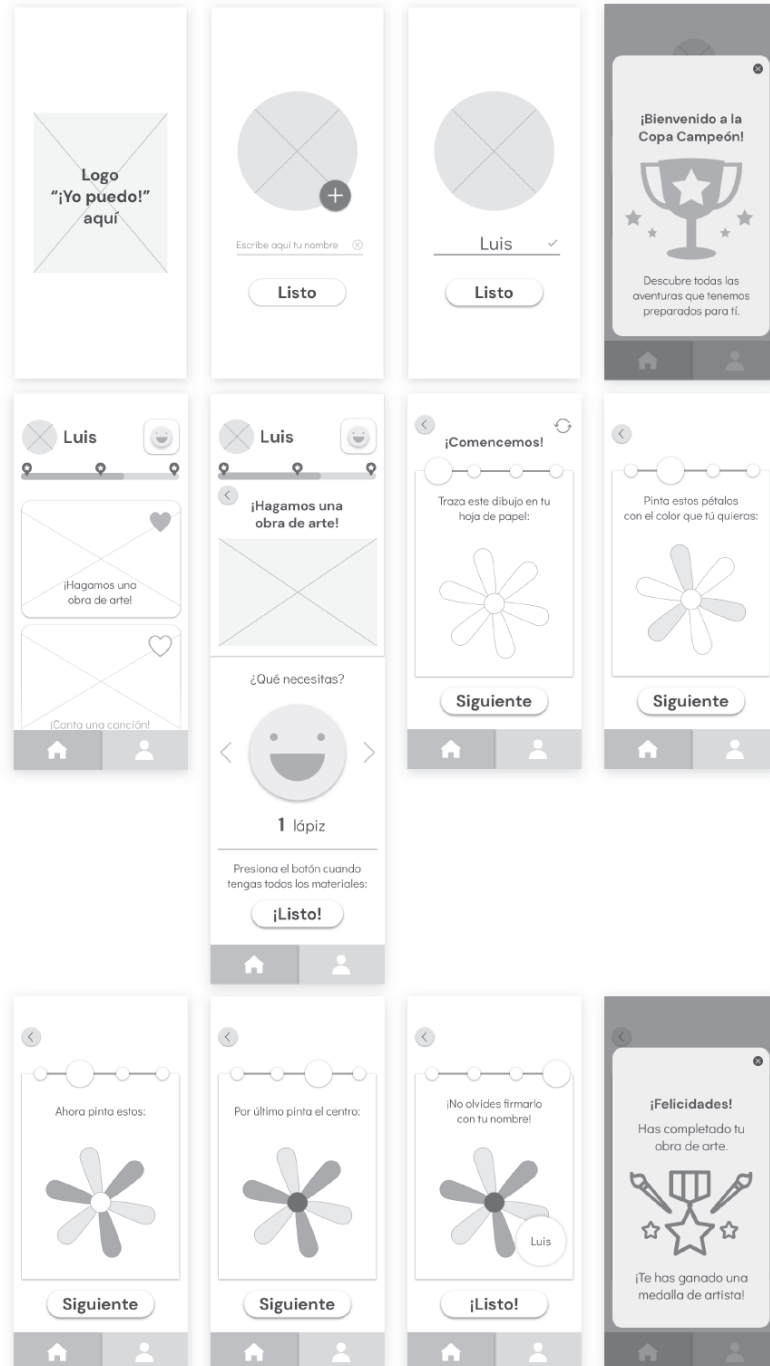 Logo
“¡Yo puedo!”
aquí
Escribe aquí tu nombre
Listo
Luis
Listo
¡Bienvenido a la
Copa Campeón!
Descubre todas las
aventuras que tenemos
preparados para tí.
Luis
¡Hagamos una
obra de arte!
¡Canta una canción!
Luis
¡Hagamos una
obra de arte!
¿Qué necesitas?
1 lápiz
Presiona el botón cuando
tengas todos los materiales:
¡Listo!
¡Comencemos!
Traza este dibujo en tu
hoja de papel:
Siguiente
Pinta estos pétalos
con el color que tú quieras:
Siguiente
Ahora pinta estos:
Siguiente
Por último pinta el centro:
Siguiente
¡No olvides firmarlo
con tu nombre!
Luis
¡Listo!
¡Felicidades!
Has completado tu
obra de arte.
¡Te has ganado una
medalla de artista!